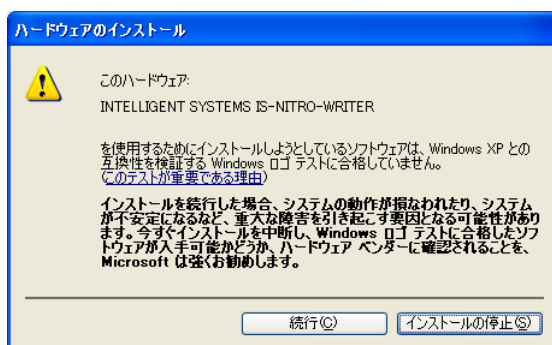 ハードウェアのインストール
このハードウェア:
INTELLIGENT SYSTEMS IS-NITRO-WRITER
を使用するためにインストールしようとしているソフトウェアは、Windows XP との
互換性を検証する Windows ロゴ テストに合格していません。
(このテストが重要である理由)
インストールを続行した場合、システムの動作が損なわれたり、システム
が不安定になるなど、重大な障害を引き起こす要因となる可能性があり
ます。今すぐインストールを中断し、Windows ロゴ テストに合格したソフ
トウェアが入手可能かどうか、ハードウェア ベンダーに確認されることを、
Microsoft は強くお勧めします。
続行(C)
インストールの停止(S)